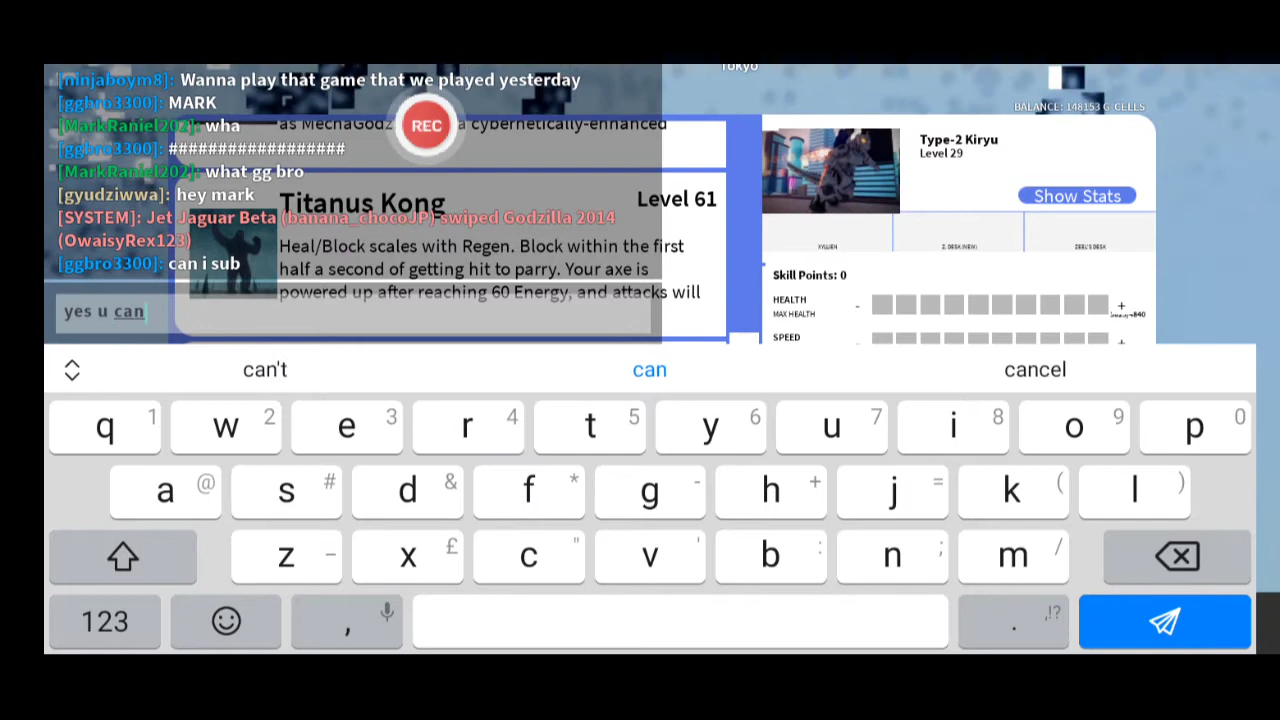 Tokyo
[ninjaboym8]: Wanna play that game that we played yesterday
[ggbro3300]: MARK
[MarkRaniel202]: wha
[ggbro3300]: ##################
[MarkRaniel202]: what gg bro
[gyudziwwa]: hey mark
[SYSTEM]: Jet Jaguar Beta (banana_chocoJP) swiped Godzilla 2014
(OwaisyRex123)
[ggbro3300]: can i sub
yes u can
REC
as MechaGodz a cybernetically-enhanced
Titanus Kong
Level 61
Heal/Block scales with Regen. Block within the first
half a second of getting hit to parry. Your axe is
powered up after reaching 60 Energy, and attacks will
BALANCE: 148153 G-CELLS
Type-2 Kiryu
Level 29
Show Stats
XYLLIEN
Z. DESK (NEW)
ZEEL'S DESK
Skill Points: 0
HEALTH
MAX HEALTH
- +
SPEED
+
can't can cancel
q 1 w 2 e 3 r 4 t 5 y 6 u 7 i 8 o 9 p 0
a @ s # d & f * g - h + j = k ( l )
z _ x £ c " v ' b : n ; m /
123 , . ,!?